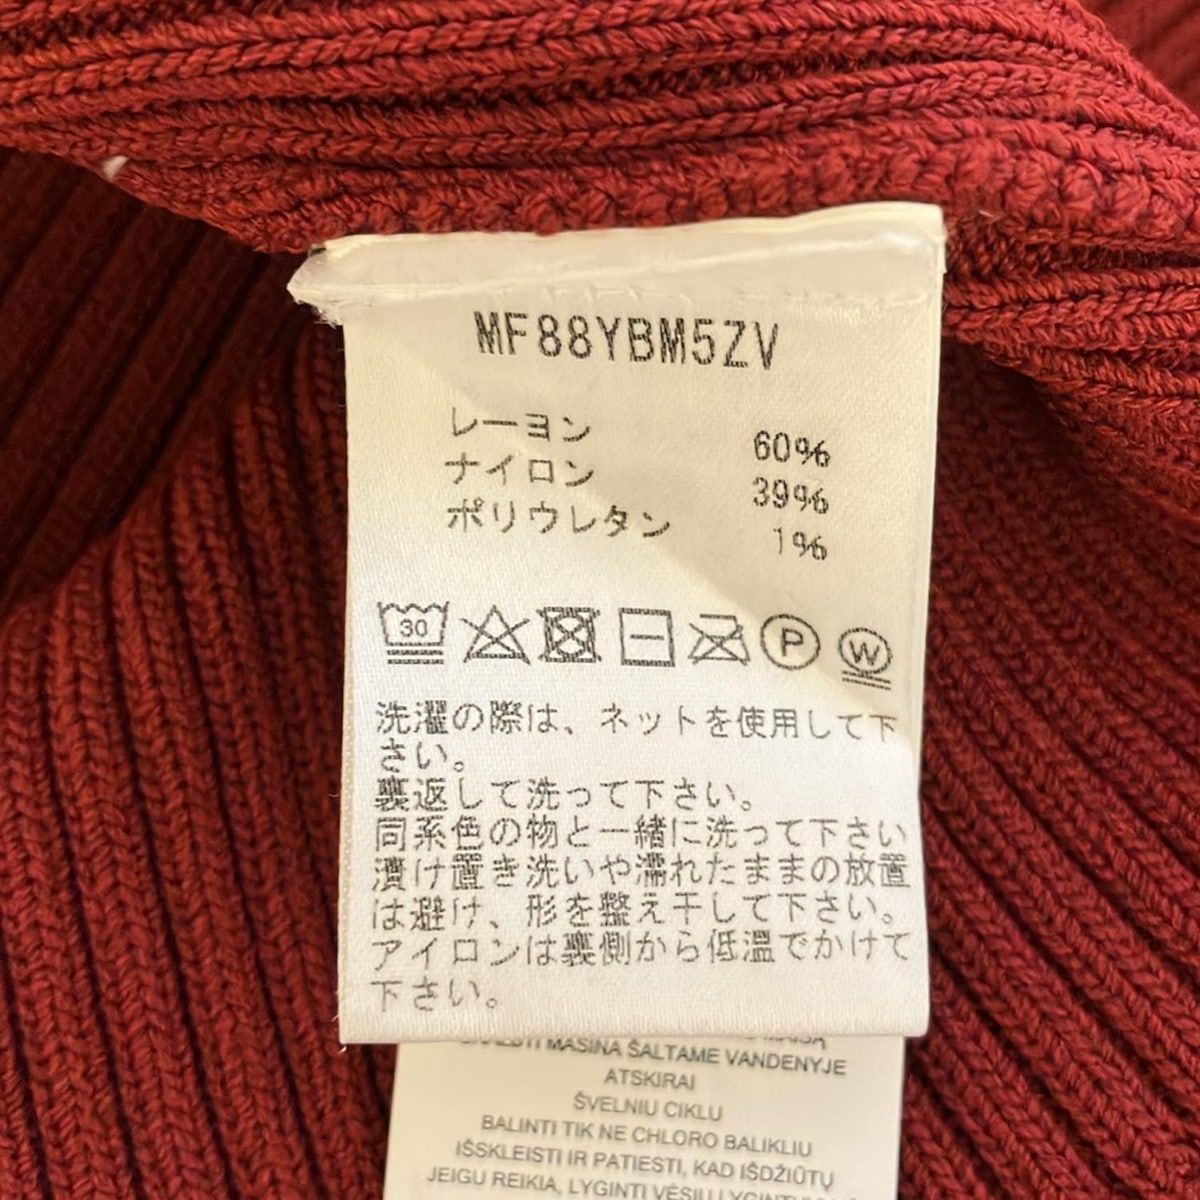 MF88YBM5ZV
レーヨン 60%
ナイロン 39%
ポリウレタン 1%
30
P
W
洗濯の際は、ネットを使用して下
さい。
裏返して洗って下さい。
同系色の物と一緒に洗って下さい
漬け置き洗いや濡れたままの放置
は避け、形を整え干して下さい。
アイロンは裏側から低温でかけて
下さい。
MAIŠĄ
MAŠINA ŠALTAME VANDENYJE
ATSKIRAI
ŠVELNIU CIKLU
BALINTI TIK NE CHLORO BALIKLIU
IŠSKLEISTI IR PATIESTI, KAD IŠDŽIŪTŲ
JEIGU REIKIA, LYGINTI VĖSIU